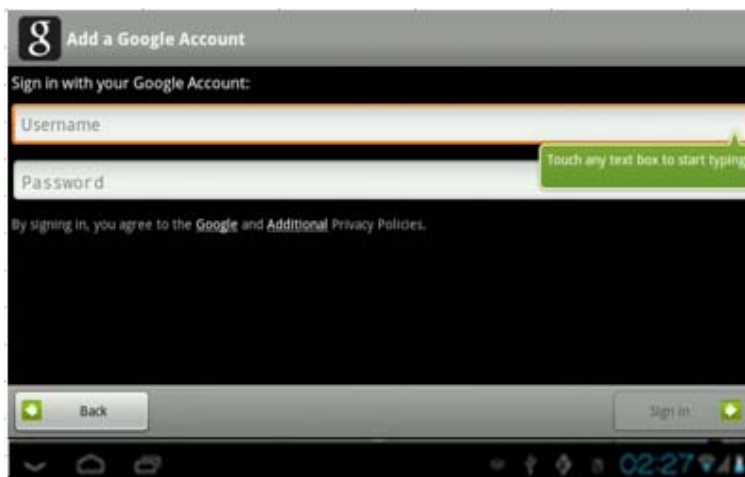 g Add a Google Account
Sign in with your Google Account:
Username
Touch any text box to start typing
Password
By signing in, you agree to the Google and Additional Privacy Policies.
Back
Sign in
02:27